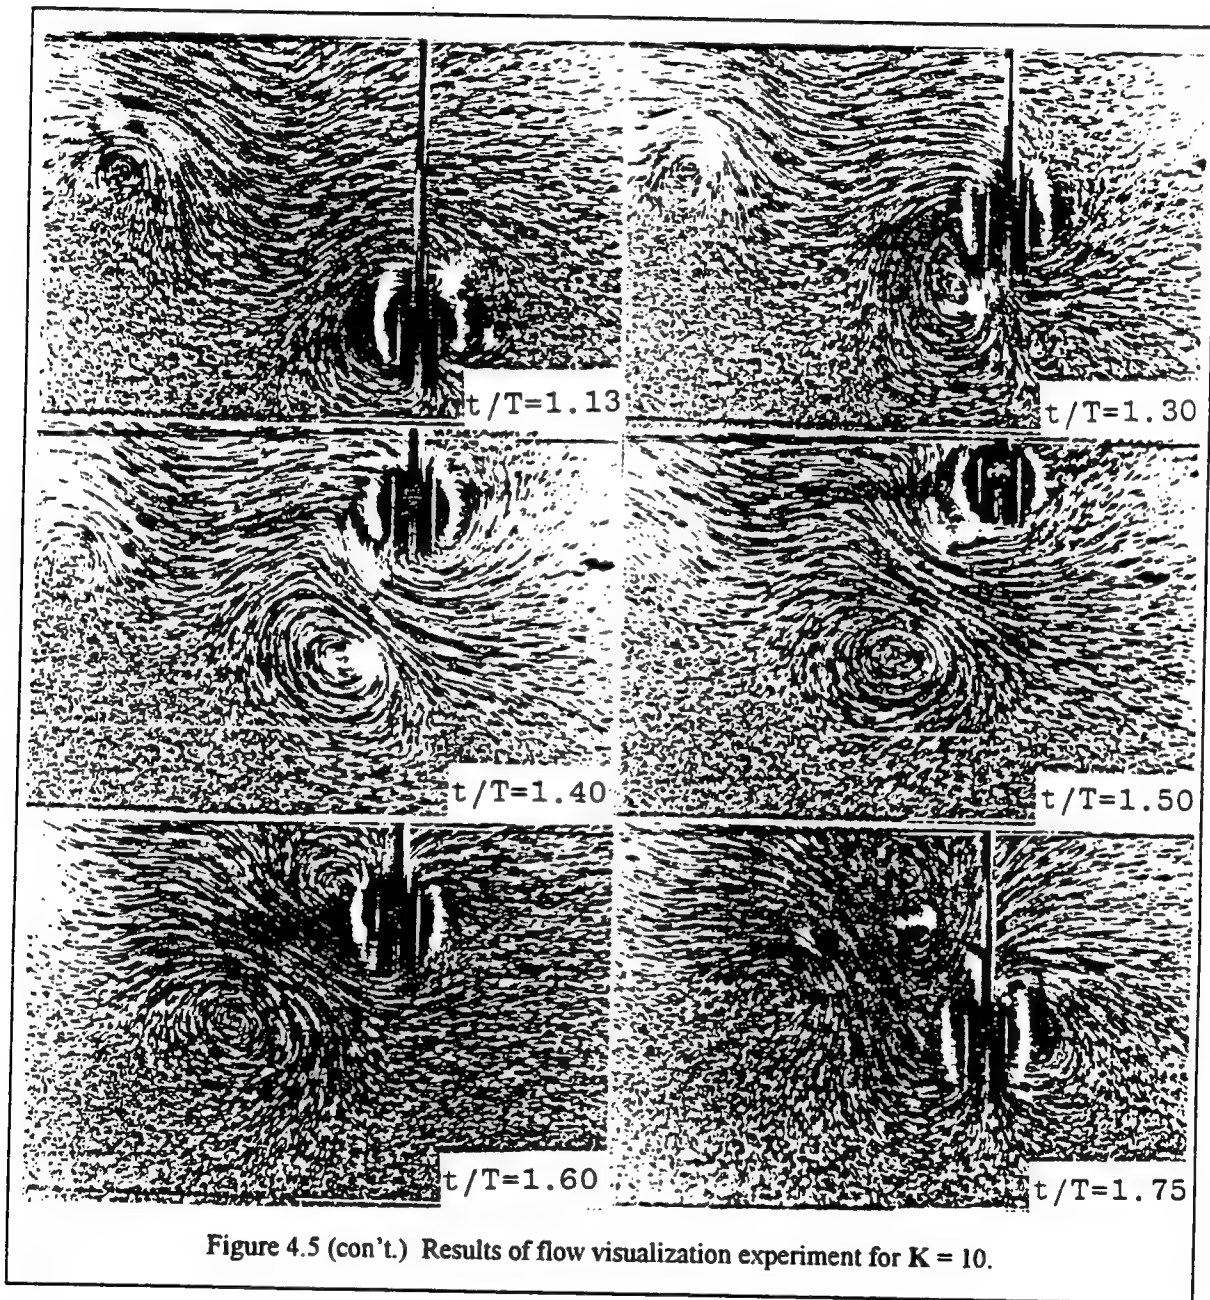 t/T=1.13
t/T=1.30
t/T=1.40
t/T=1.50
t/T=1.60
t/T=1.75
Figure 4.5 (con't.) Results of flow visualization experiment for K = 10.